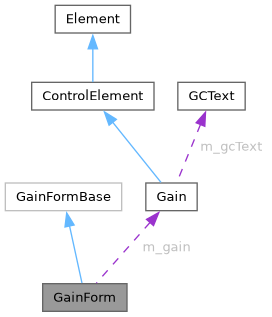 Element
ControlElement
GCText
m_gcText
GainFormBase
Gain
m_gain
GainForm